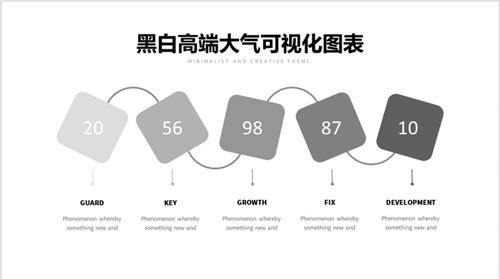 黑白高端大气可视化图表
MINIMALIST AND CREATIVE THEME
20 56 98 87 10
GUARD KEY GROWTH FIX DEVELOPMENT
Phenomenon whereby Phenomenon whereby Phenomenon whereby Phenomenon whereby Phenomenon whereby
something new and something new and something new and something new and something new and